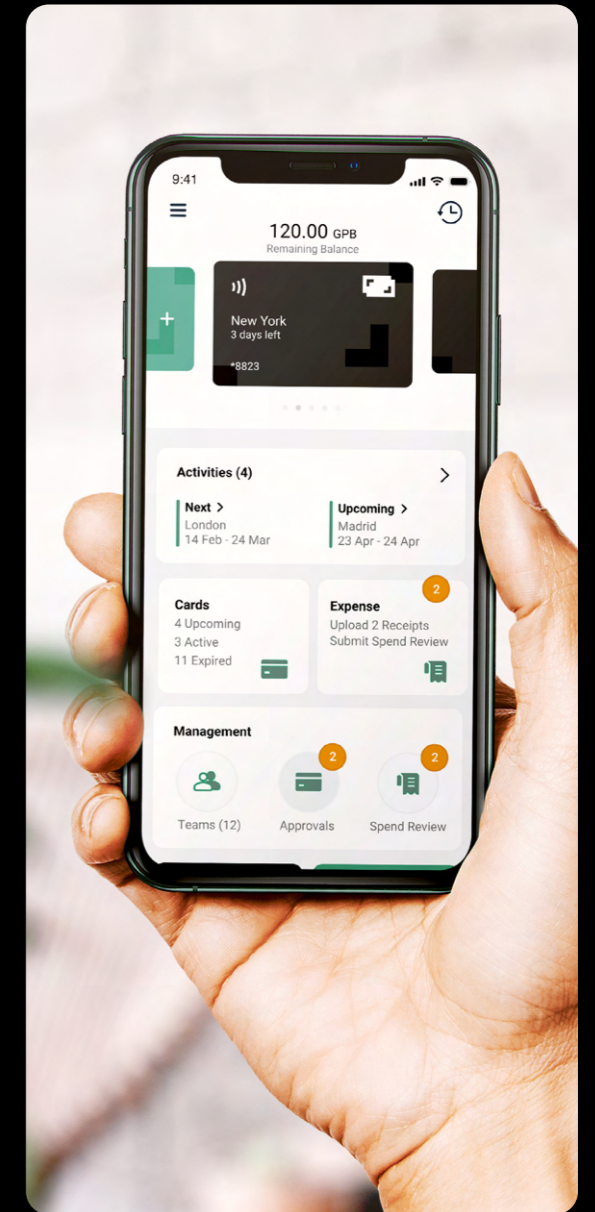 9:41
120.00 GPB
Remaining Balance
New York
3 days left
*8823
Activities (4)
Next >
London
14 Feb - 24 Mar
Upcoming >
Madrid
23 Apr - 24 Apr
Cards
4 Upcoming
3 Active
11 Expired
2
Expense
Upload 2 Receipts
Submit Spend Review
Management
Teams (12)
2
Approvals
2
Spend Review